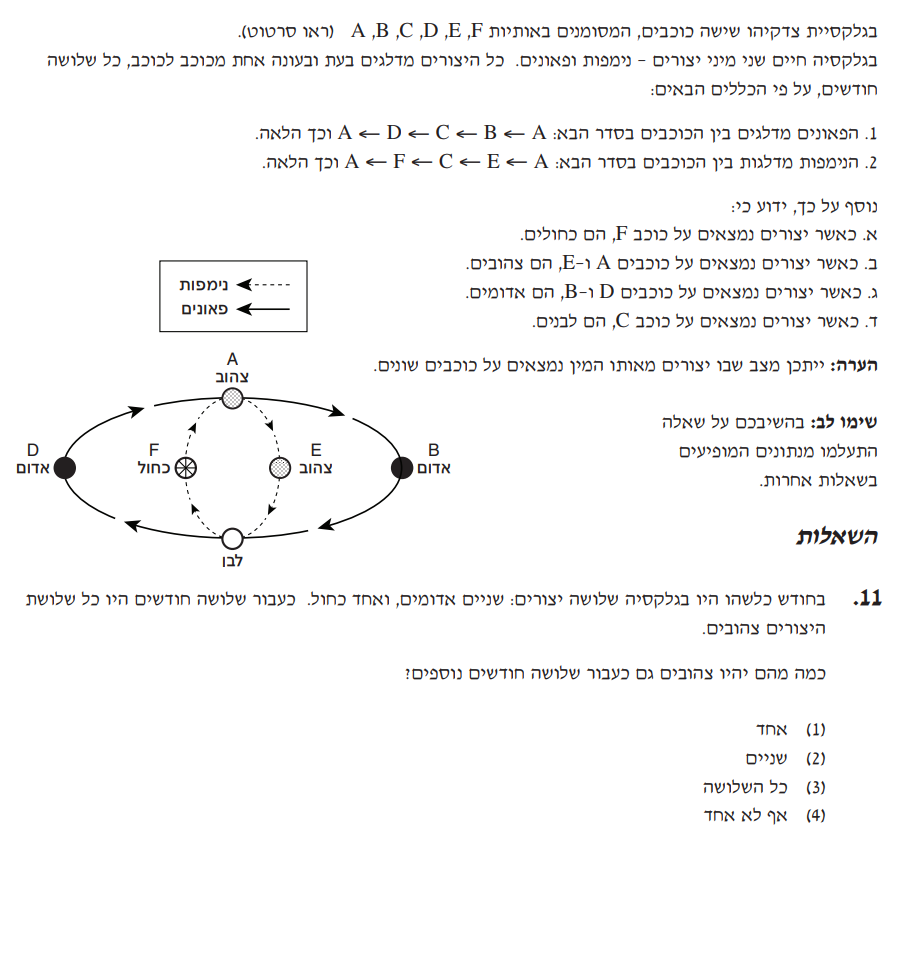 בגלקסיית צדקיהו שישה כוכבים, המסומנים באותיות A ,B ,C ,D ,E ,F (ראו סרטוט).
בגלקסיה חיים שני מיני יצורים – נימפות ופאונים. כל היצורים מדלגים בעת ובעונה אחת מכוכב לכוכב, כל שלושה
חודשים, על פי הכללים הבאים:
1. הפאונים מדלגים בין הכוכבים בסדר הבא: A ← D ← C ← B ← A וכך הלאה.
2. הנימפות מדלגות בין הכוכבים בסדר הבא: A ← F ← C ← E ← A וכך הלאה.
נוסף על כך, ידוע כי:
א. כאשר יצורים נמצאים על כוכב F, הם כחולים.
ב. כאשר יצורים נמצאים על כוכבים A ו-E, הם צהובים.
ג. כאשר יצורים נמצאים על כוכבים D ו-B, הם אדומים.
ד. כאשר יצורים נמצאים על כוכב C, הם לבנים.
נימפות
פאונים
הערה: ייתכן מצב שבו יצורים מאותו המין נמצאים על כוכבים שונים.
A
צהוב
D
אדום
F
כחול
E
צהוב
B
אדום
לבן
שימו לב: בהשיבכם על שאלה
התעלמו מנתונים המופיעים
בשאלות אחרות.
השאלות
11. בחודש כלשהו היו בגלקסיה שלושה יצורים: שניים אדומים, ואחד כחול. כעבור שלושה חודשים היו כל שלושת
היצורים צהובים.
כמה מהם יהיו צהובים גם כעבור שלושה חודשים נוספים?
(1) אחד
(2) שניים
(3) כל השלושה
(4) אף לא אחד